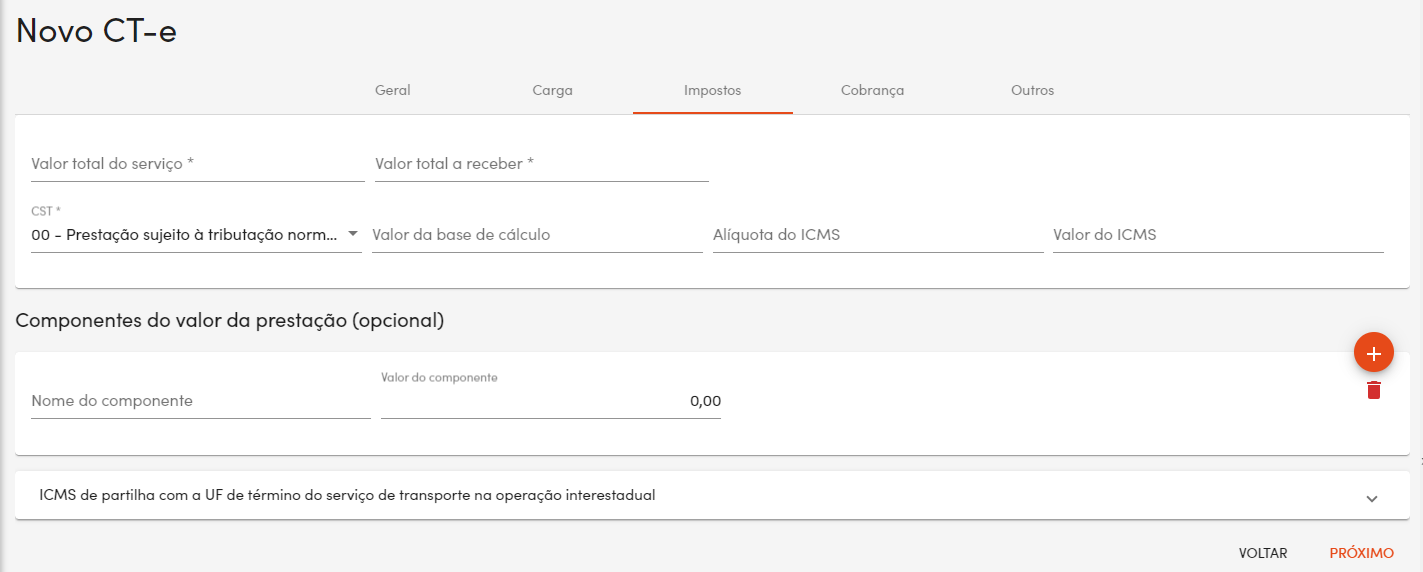 Novo CT-e
Geral Carga Impostos Cobrança Outros
Valor total do serviço * Valor total a receber *
CST *
00 - Prestação sujeito à tributação norm... Valor da base de cálculo Alíquota do ICMS Valor do ICMS
Componentes do valor da prestação (opcional)
Valor do componente
Nome do componente 0,00
ICMS de partilha com a UF de término do serviço de transporte na operação interestadual
VOLTAR PRÓXIMO